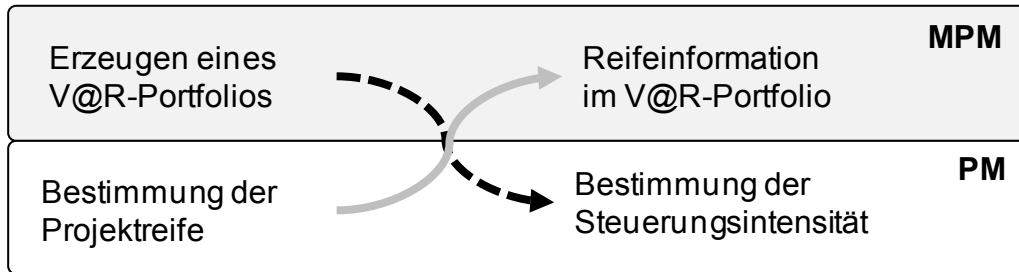 MPM
Erzeugen eines
V@R-Portfolios
Reifeinformation
im V@R-Portfolio
PM
Bestimmung der
Projektreife
Bestimmung der
Steuerungsintensität